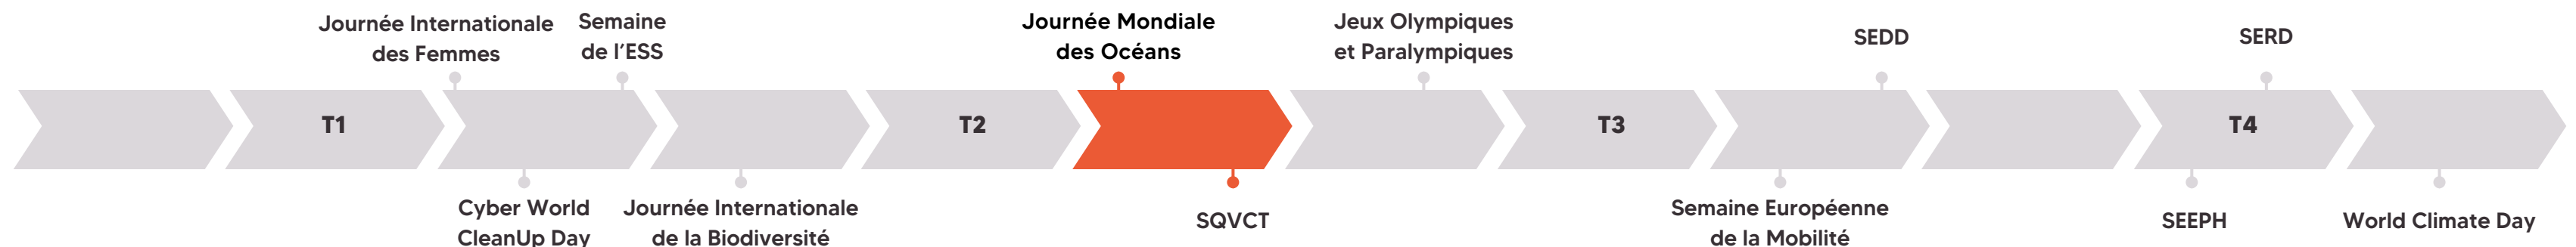 Journée Internationale
des Femmes
Semaine
de l'ESS
Journée Mondiale
des Océans
Jeux Olympiques
et Paralympiques
SEDD
SERD
T1
T2
T3
T4
Cyber World
CleanUp Day
Journée Internationale
de la Biodiversité
SQVCT
Semaine Européenne
de la Mobilité
SEEPH
World Climate Day